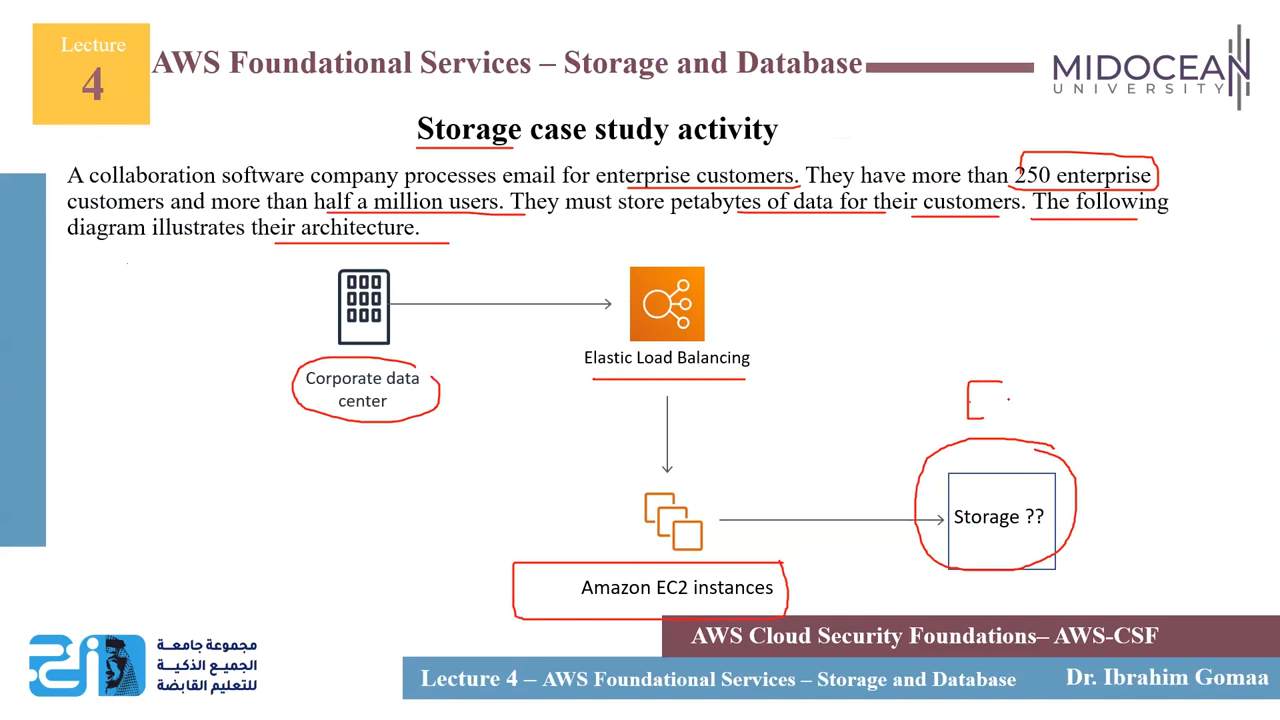 Lecture
4
AWS Foundational Services – Storage and Database
MIDOCEAN
UNIVERSITY
Storage case study activity
A collaboration software company processes email for enterprise customers. They have more than 250 enterprise
customers and more than half a million users. They must store petabytes of data for their customers. The following
diagram illustrates their architecture.
Elastic Load Balancing
Corporate data
center
E
Storage ??
Amazon EC2 instances
AWS Cloud Security Foundations– AWS-CSF
Lecture 4 – AWS Foundational Services – Storage and Database
Dr. Ibrahim Gomaa
مجموعة جامعة
الجميع الذكية
للتعليم القابضة